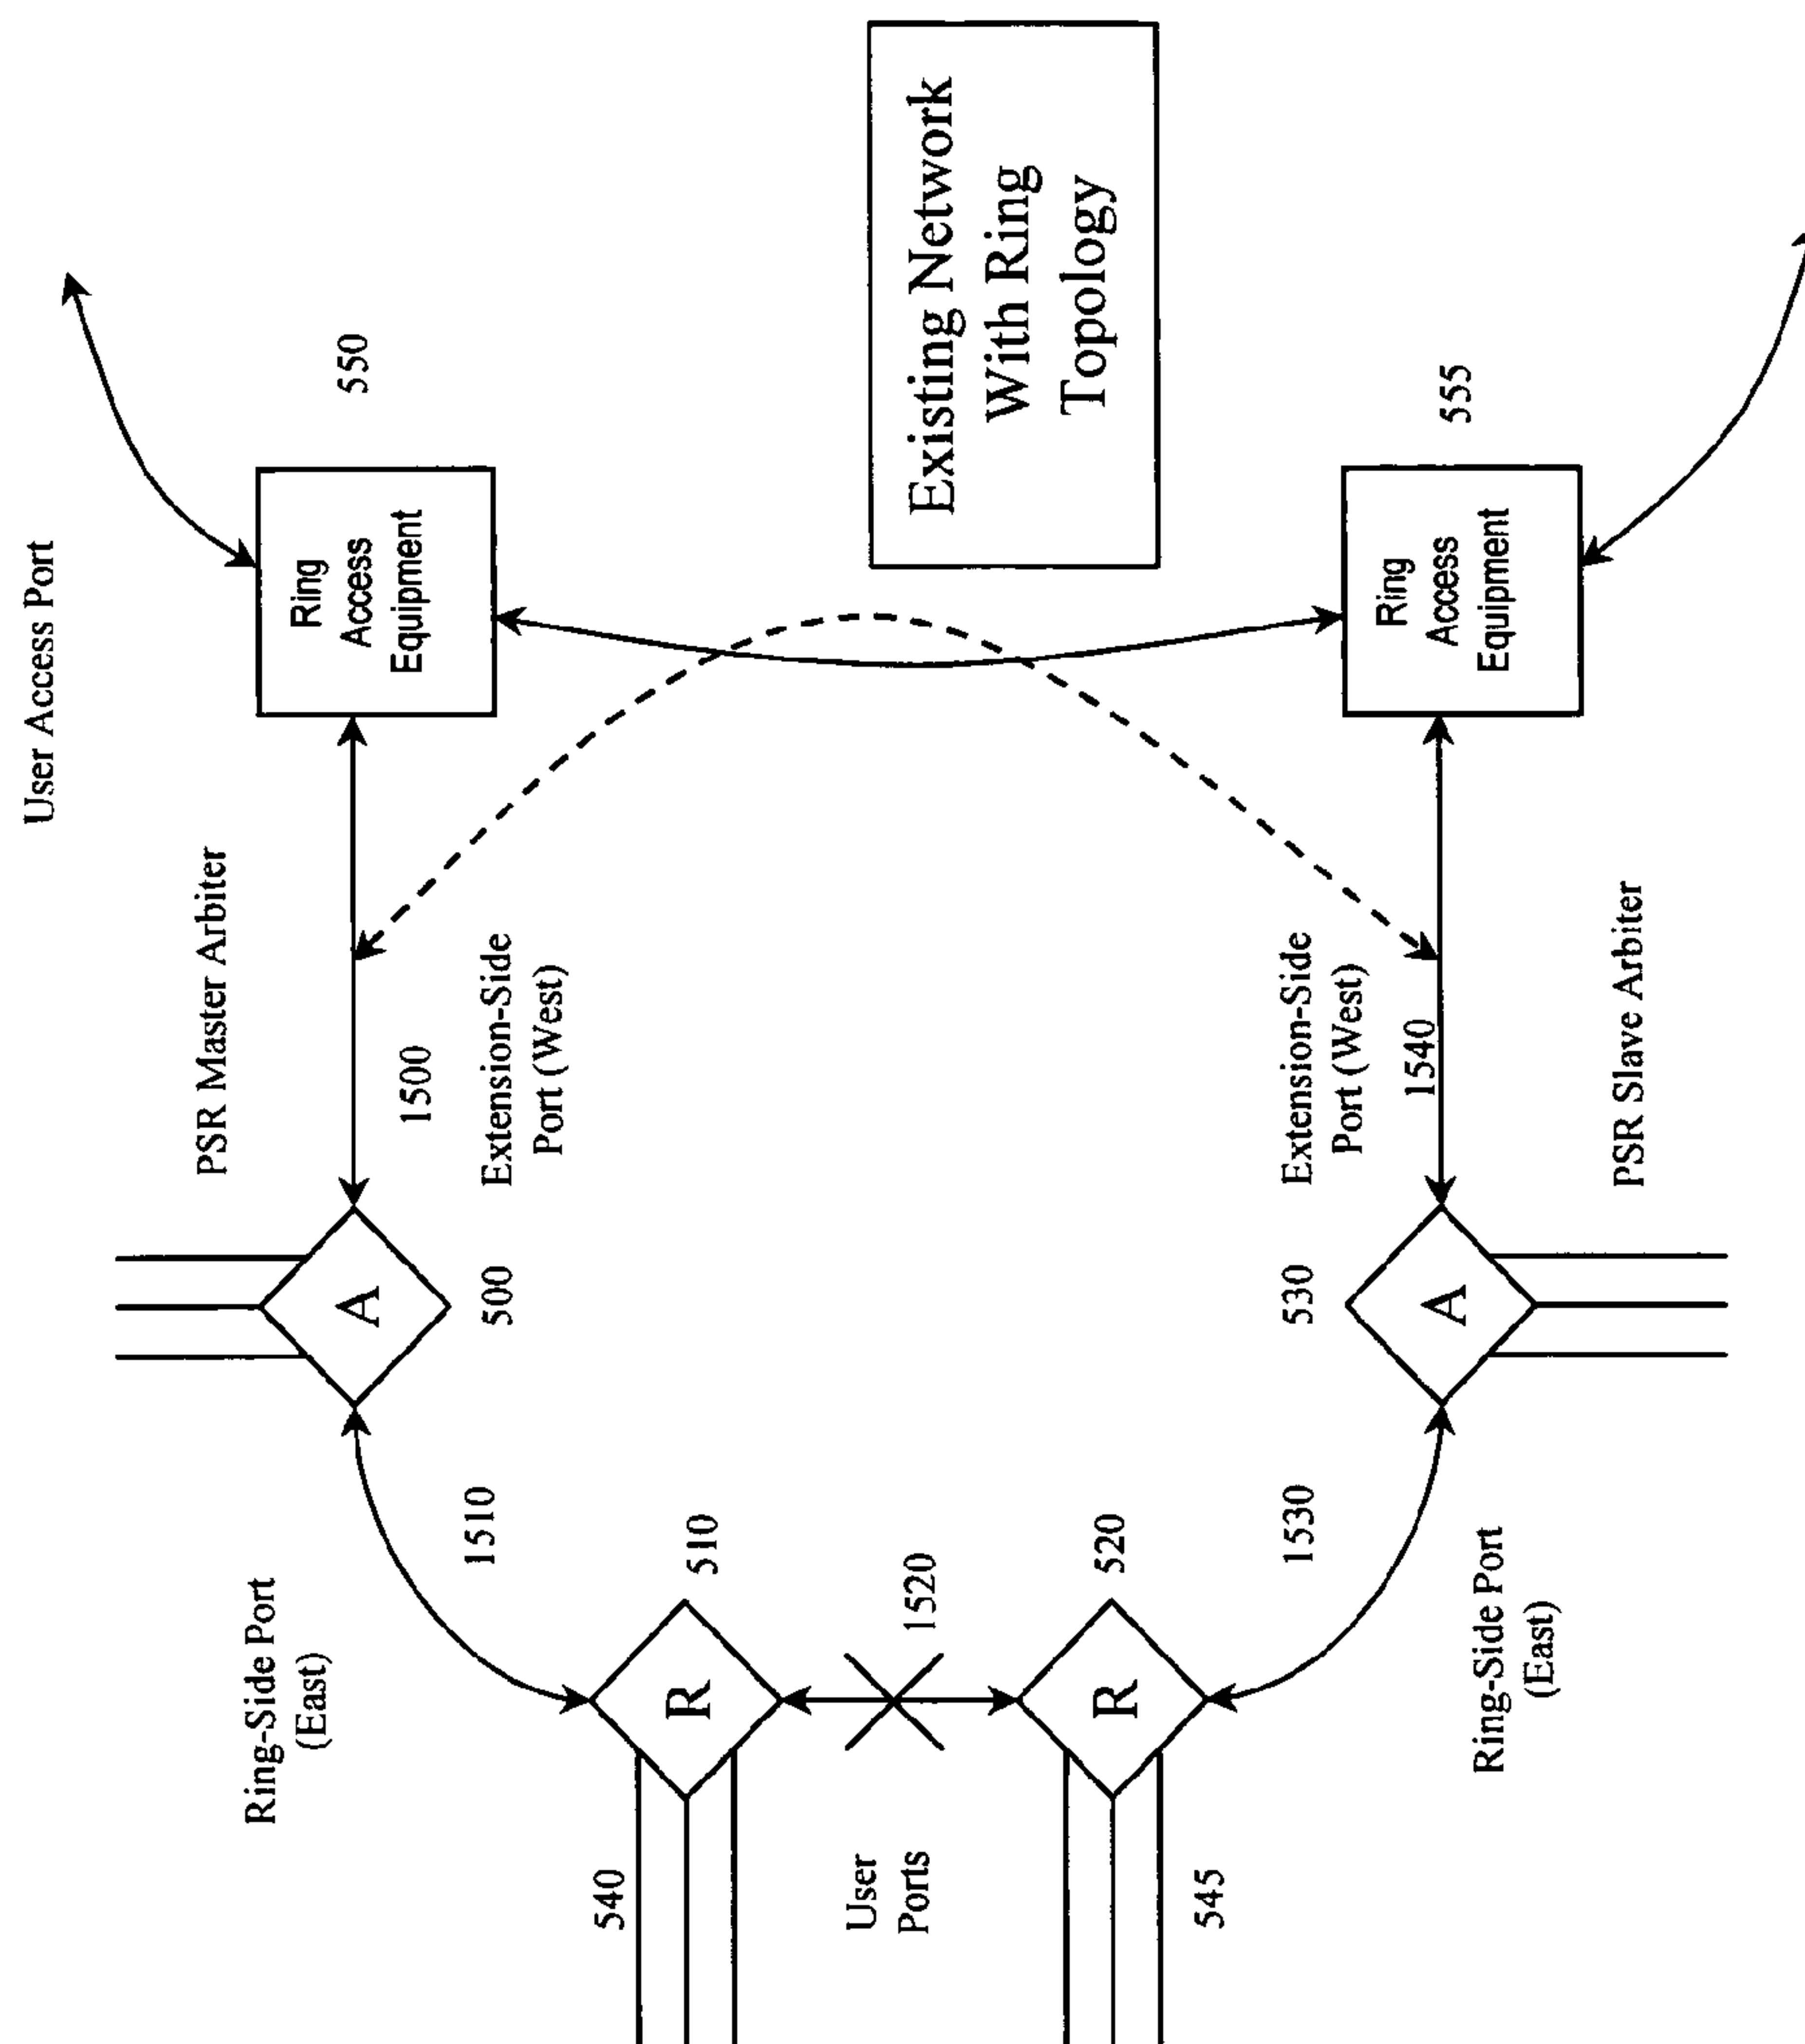 User Access Port
PSR Master Arbiter
Ring-Side Port
(East)
Ring
Access
Equipment
550
A
1500
1510
500
Extension-Side
Port (West)
540
R
510
User
Ports
1520
Existing Network
With Ring
Topology
R
520
545
1530
530
Extension-Side
Port (West)
1540
Ring
Access
Equipment
555
A
Ring-Side Port
(East)
PSR Slave Arbiter